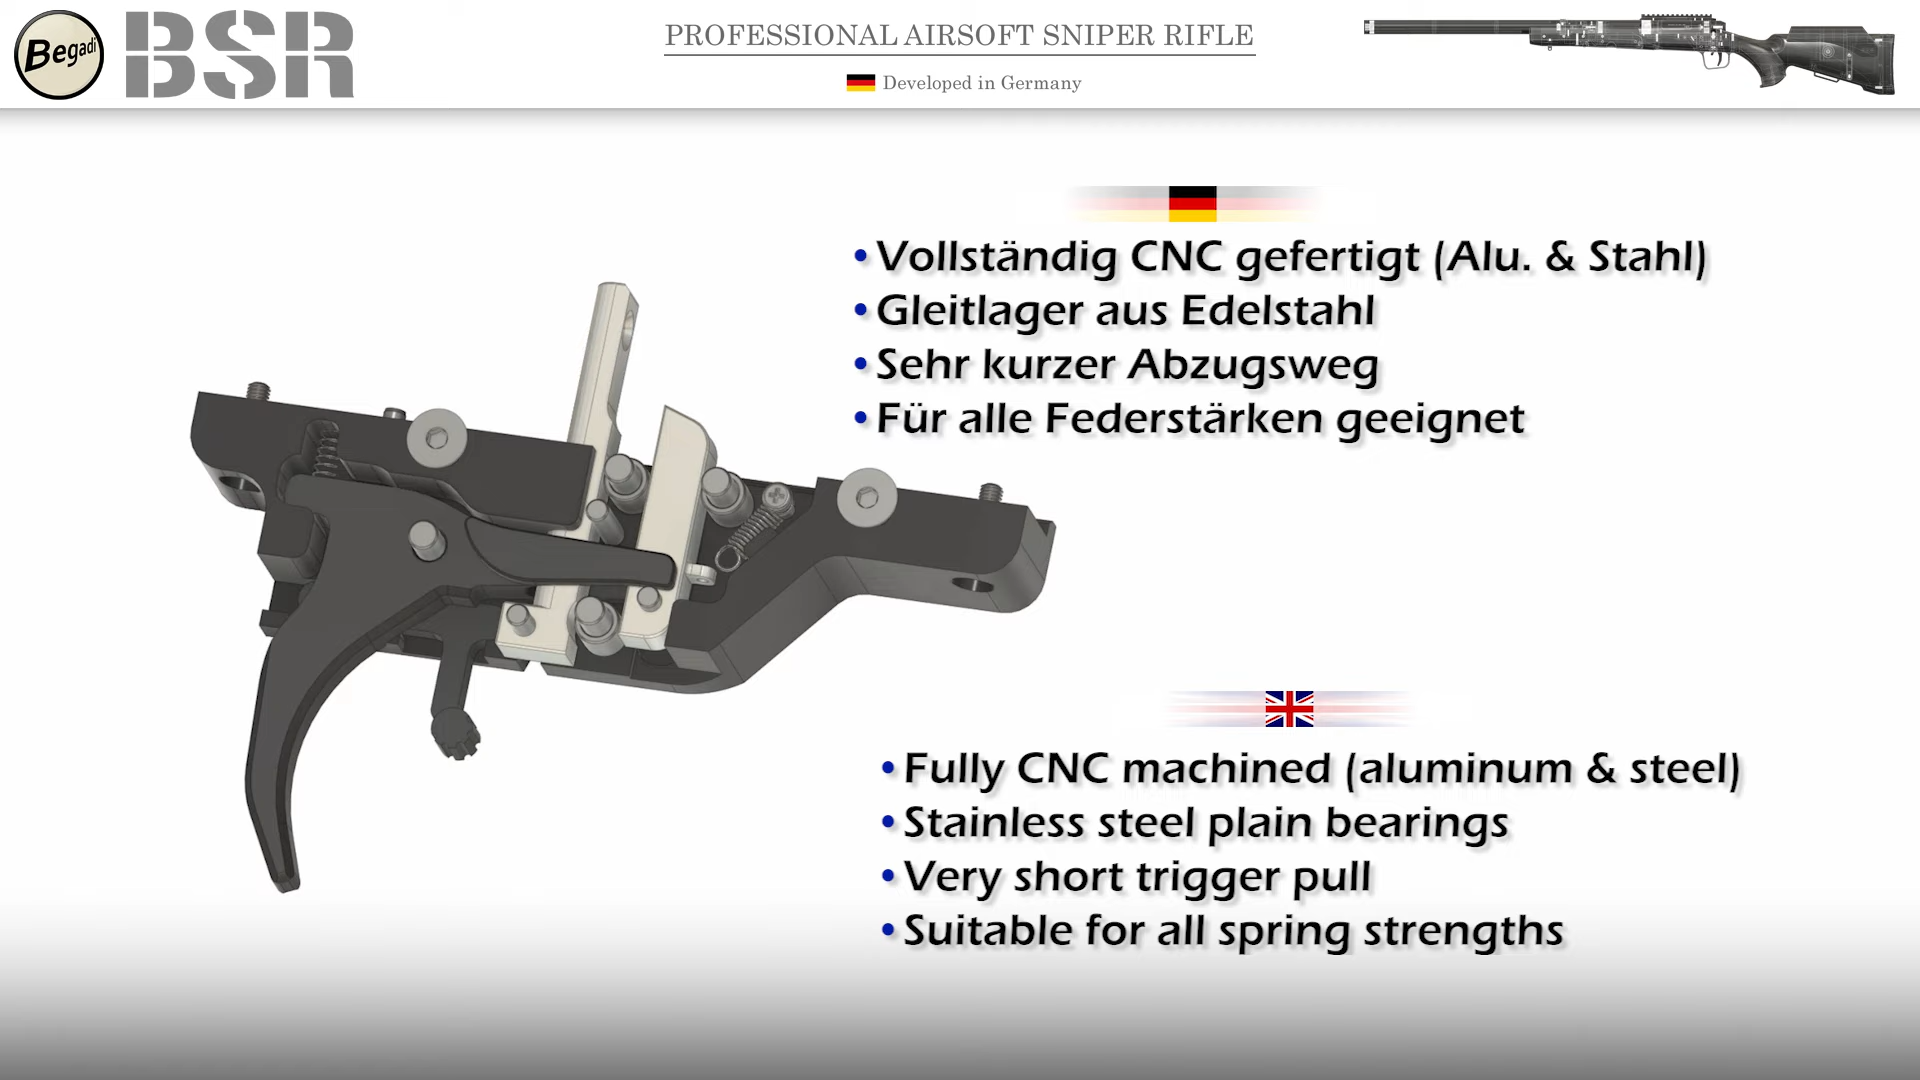 Begadi BSR
PROFESSIONAL AIRSOFT SNIPER RIFLE
Developed in Germany
• Vollständig CNC gefertigt (Alu. & Stahl)
• Gleitlager aus Edelstahl
• Sehr kurzer Abzugsweg
• Für alle Federstärken geeignet
• Fully CNC machined (aluminum & steel)
• Stainless steel plain bearings
• Very short trigger pull
• Suitable for all spring strengths